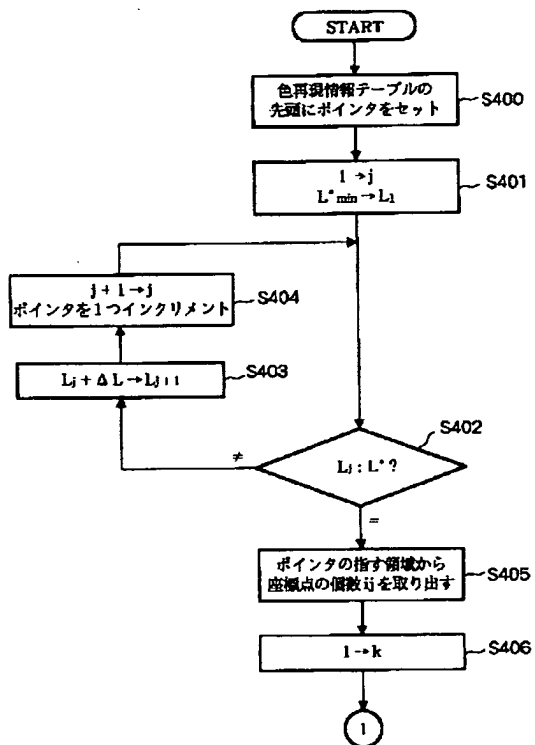 START
色再現情報テーブルの
先頭にポインタをセット
S400
1→j
L*min→L1
S401
j+1→j
ポインタを1つインクリメント
S404
Lj+ΔL→Lj+1
S403
S402
Lj:L*?
≠
=
ポインタの指す領域から
座標点の個数ijを取り出す
S405
1→k
S406
1